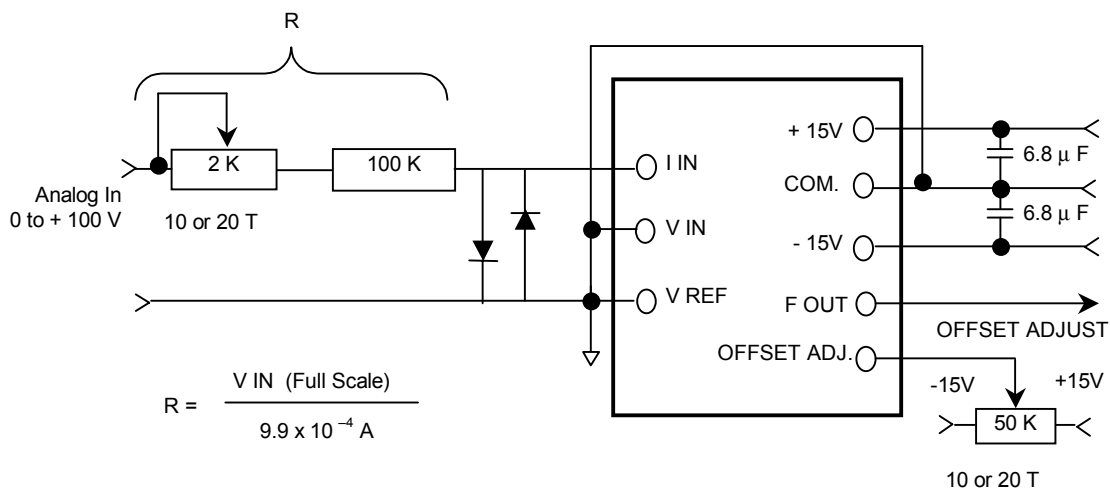 R
2 K
100 K
Analog In
0 to + 100 V
10 or 20 T
I IN
V IN
V REF
+ 15V
COM.
- 15V
F OUT
OFFSET ADJ.
6.8 µ F
6.8 µ F
OFFSET ADJUST
-15V
+15V
50 K
10 or 20 T
V IN (Full Scale)
R =
9.9 x 10 –4 A